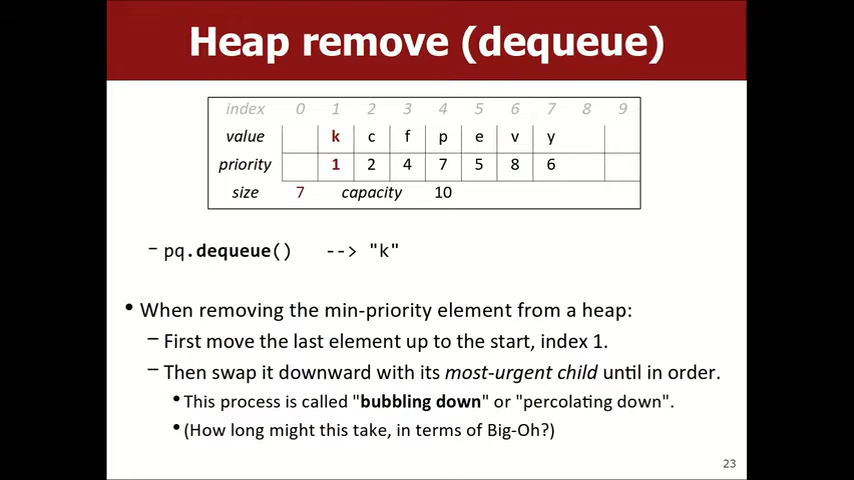 Heap remove (dequeue)
index 0 1 2 3 4 5 6 7 8 9
value k c f p e v y
priority 1 2 4 7 5 8 6
size 7 capacity 10
– pq.dequeue() --> "k"
• When removing the min-priority element from a heap:
– First move the last element up to the start, index 1.
– Then swap it downward with its most-urgent child until in order.
• This process is called "bubbling down" or "percolating down".
• (How long might this take, in terms of Big-Oh?)
23